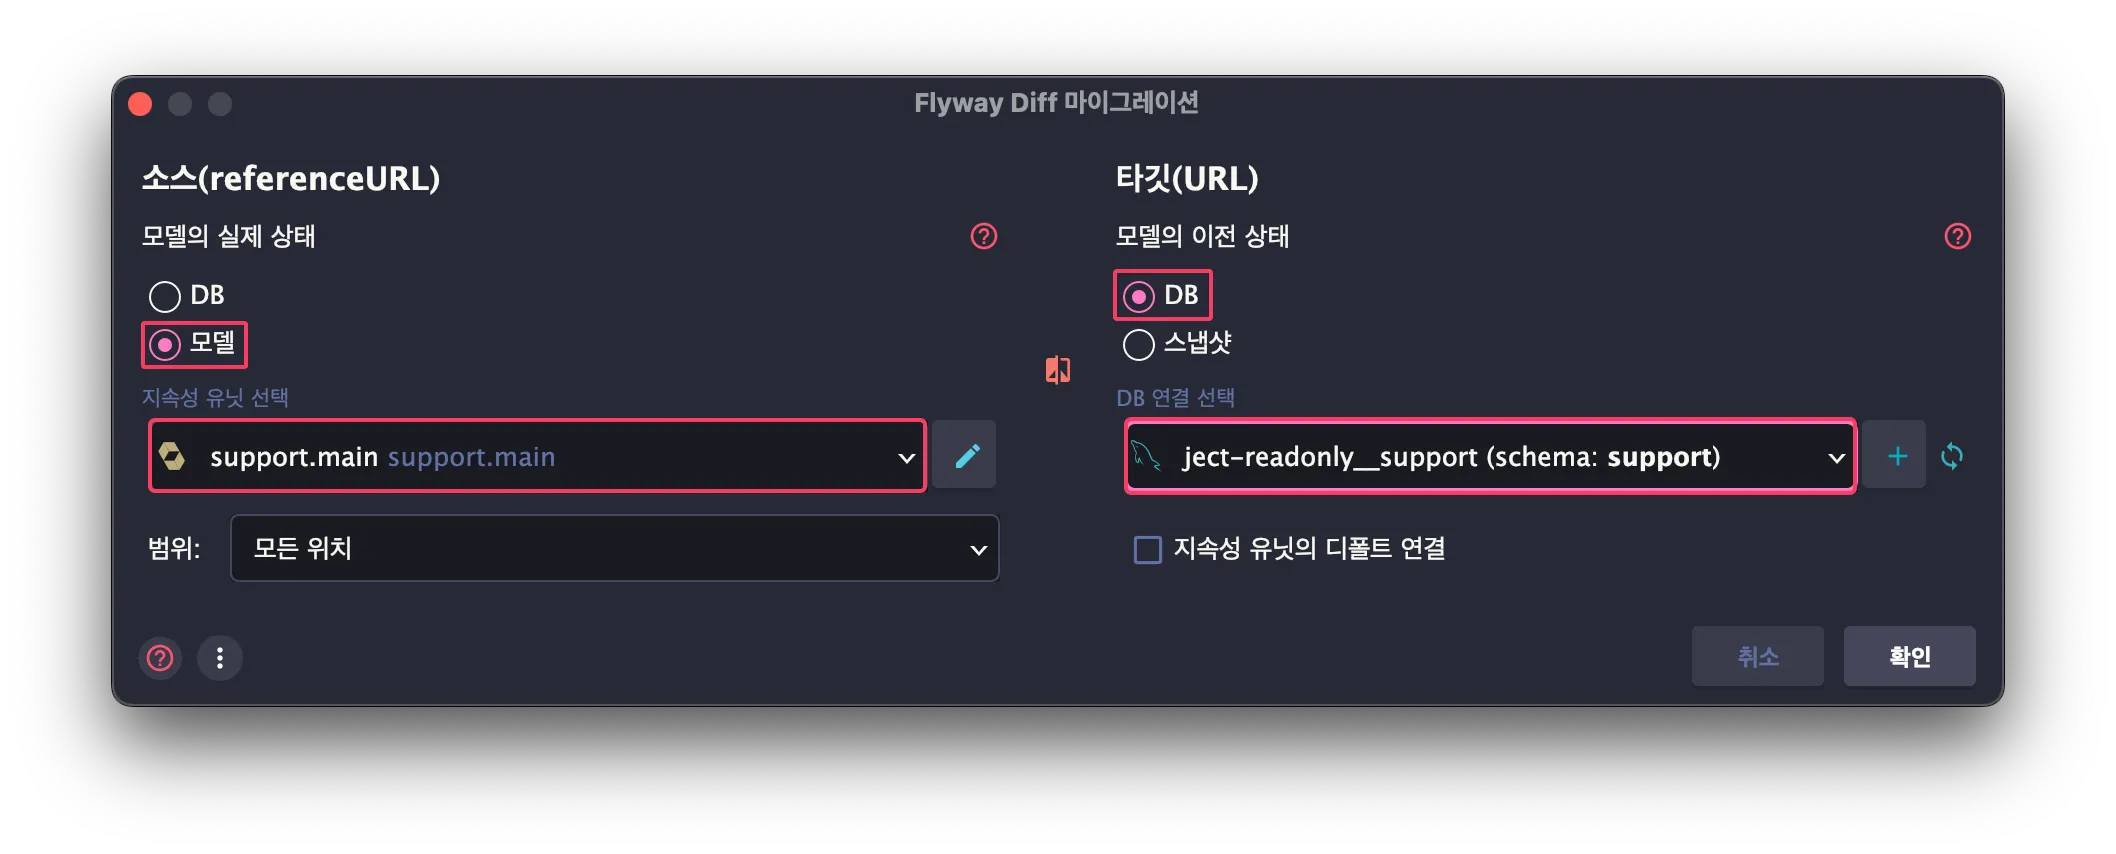 Flyway Diff 마이그레이션
소스(referenceURL)
모델의 실제 상태
DB
모델
지속성 유닛 선택
support.main support.main
범위: 모든 위치
타깃(URL)
모델의 이전 상태
DB
스냅샷
DB 연결 선택
ject-readonly__support (schema: support)
지속성 유닛의 디폴트 연결
취소 확인